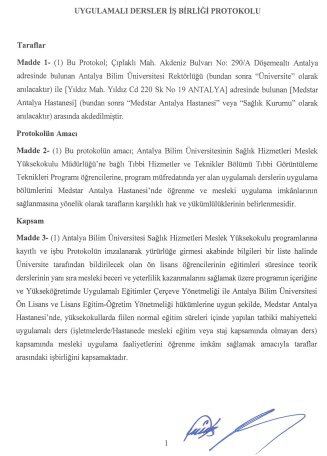 UYGULAMALI DERSLER İŞ BİRLİĞİ PROTOKOLU
Taraflar
Madde 1- (1) Bu Protokol; Çıplaklı Mah. Akdeniz Bulvarı No: 290/A Döşemealtı Antalya
adresinde bulunan Antalya Bilim Üniversitesi Rektörlüğü (bundan sonra “Üniversite” olarak
anılacaktır) ile [Yıldız Mah. Yıldız Cd 220 Sk No 19 ANTALYA] adresinde bulunan [Medstar
Antalya Hastanesi] (bundan sonra “Medstar Antalya Hastanesi” veya “Sağlık Kurumu” olarak
anılacaktır) arasında akdedilmiştir.
Protokolün Amacı
Madde 2- (1) Bu protokolün amacı; Antalya Bilim Üniversitesinin Sağlık Hizmetleri Meslek
Yüksekokulu Müdürlüğü’ne bağlı Tıbbi Hizmetler ve Teknikler Bölümü Tıbbi Görüntüleme
Teknikleri Programı öğrencilerine, program müfredatında yer alan uygulamalı derslerin uygulama
bölümlerini Medstar Antalya Hastanesi’nde öğrenme ve mesleki uygulama imkânlarının
sağlanmasına yönelik olarak tarafların karşılıklı hak ve yükümlülüklerinin belirlenmesidir.
Kapsam
Madde 3- (1) Antalya Bilim Üniversitesi Sağlık Hizmetleri Meslek Yüksekokulu programlarına
kayıtlı ve işbu Protokolün imzalanarak yürürlüğe girmesi akabinde bilgileri bir liste halinde
Üniversite tarafından bildirilecek olan ön lisans öğrencilerinin eğitimleri süresince teorik
derslerinin yanı sıra mesleki beceri ve yeterlilik kazanmalarını sağlamak üzere programın içeriğine
ve Yükseköğretimde Uygulamalı Eğitimler Çerçeve Yönetmeliği ile Antalya Bilim Üniversitesi
Ön Lisans ve Lisans Eğitim-Öğretim Yönetmeliği hükümlerine uygun şekilde, Medstar Antalya
Hastanesi’nde, yüksekokullarda fiilen normal eğitim süreleri içinde yapılan tatbiki mahiyetteki
uygulamalı ders (işletmelerde/Hastanede mesleki eğitim veya staj kapsamında olmayan ders)
kapsamında mesleki uygulama faaliyetlerini öğrenme imkân sağlamak amacıyla taraflar
arasındaki işbirliğini kapsamaktadır.
1